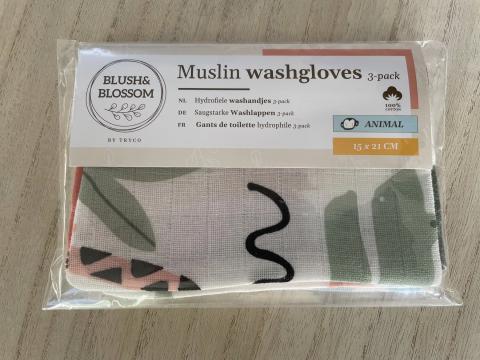 BLUSH&
BLOSSOM
BY TRYCO
Muslin washgloves 3-pack
NL Hydrofiele washandjes 3-pack
DE Saugstarke Washlappen 3-pack
FR Gants de toilette hydrophile 3-pack
100%
COTTON
ANIMAL
15 x 21 CM